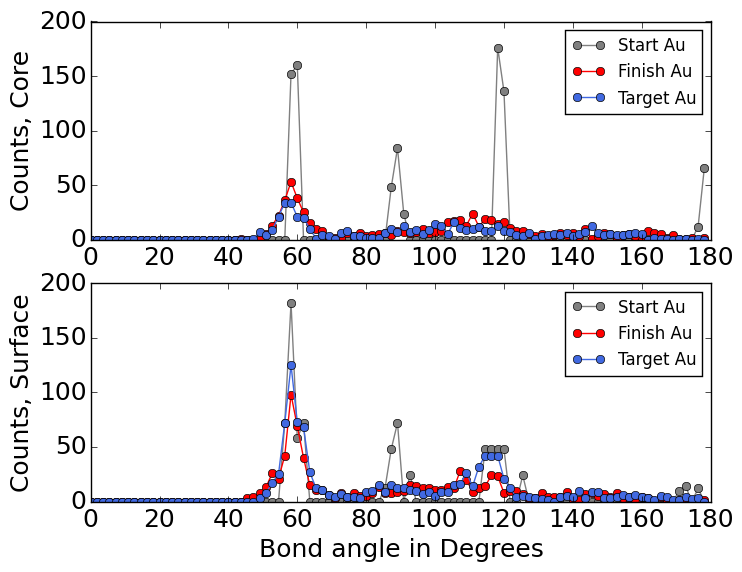 200
150
100
50
0
Counts, Core
Start Au
Finish Au
Target Au
0 20 40 60 80 100 120 140 160 180
200
150
100
50
0
Counts, Surface
Start Au
Finish Au
Target Au
0 20 40 60 80 100 120 140 160 180
Bond angle in Degrees